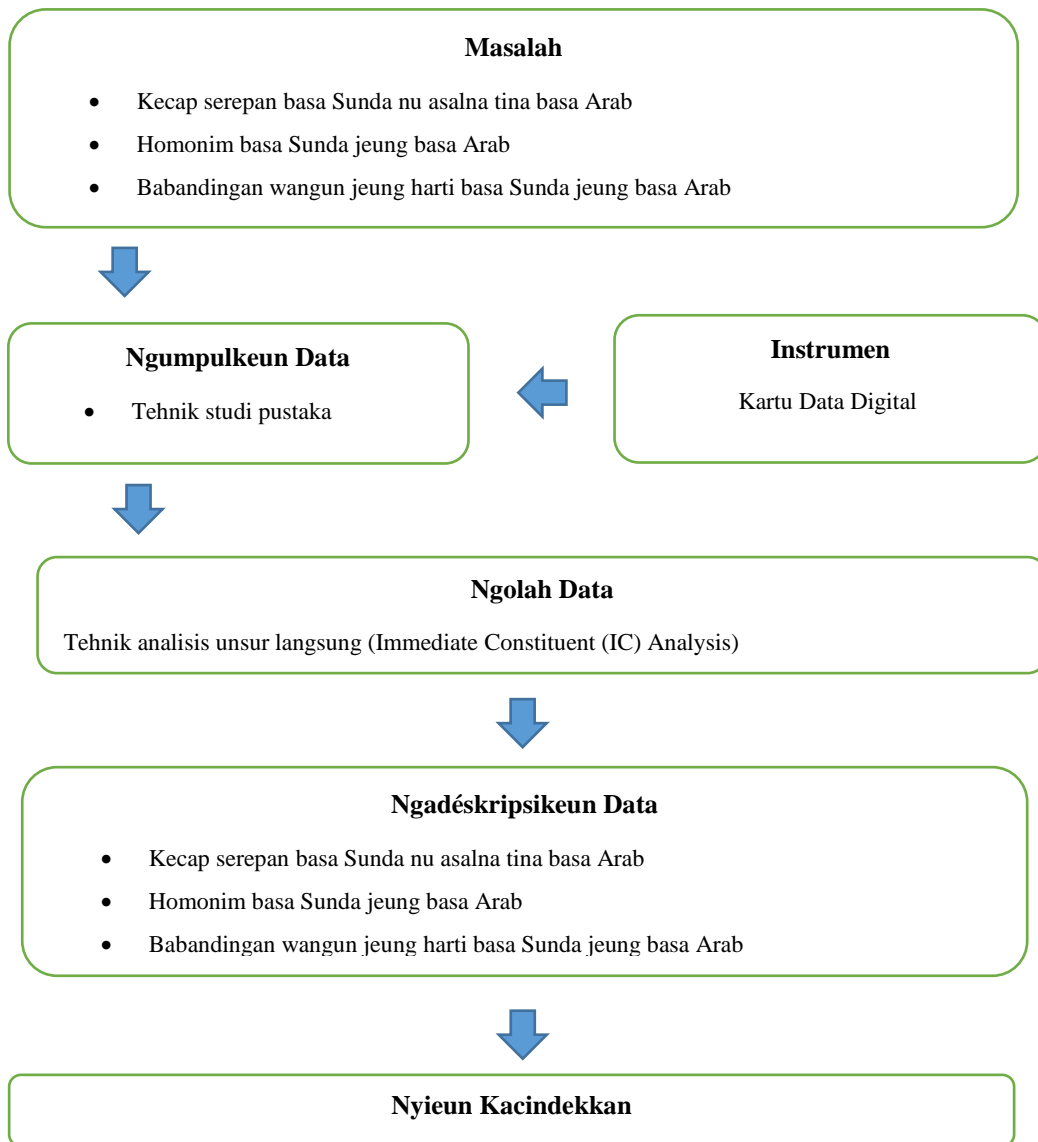 Masalah
• Kecap serepan basa Sunda nu asalna tina basa Arab
• Homonim basa Sunda jeung basa Arab
• Babandingan wangun jeung harti basa Sunda jeung basa Arab
Ngumpulkeun Data
• Tehnik studi pustaka
Instrumen
Kartu Data Digital
Ngolah Data
Tehnik analisis unsur langsung (Immediate Constituent (IC) Analysis)
Ngadéskripsikeun Data
• Kecap serepan basa Sunda nu asalna tina basa Arab
• Homonim basa Sunda jeung basa Arab
• Babandingan wangun jeung harti basa Sunda jeung basa Arab
Nyieun Kacindekkan